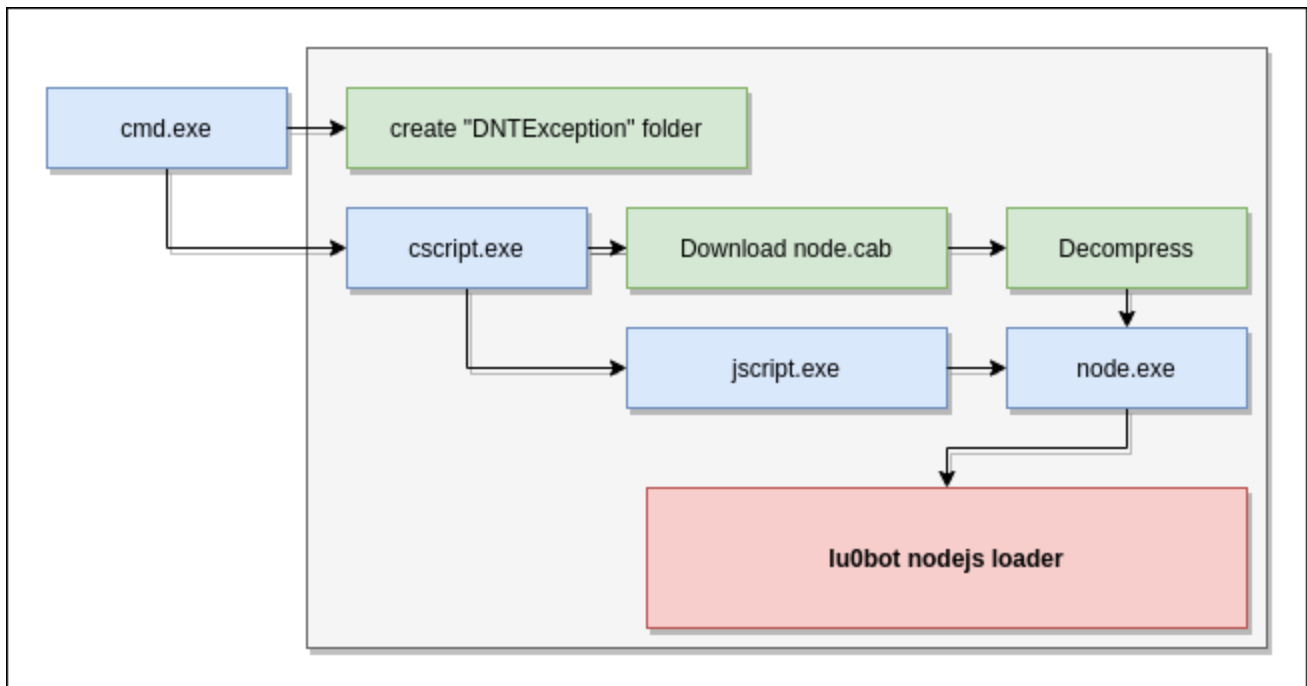 cmd.exe
create "DNTException" folder
cscript.exe
Download node.cab
Decompress
jscript.exe
node.exe
lu0bot nodejs loader